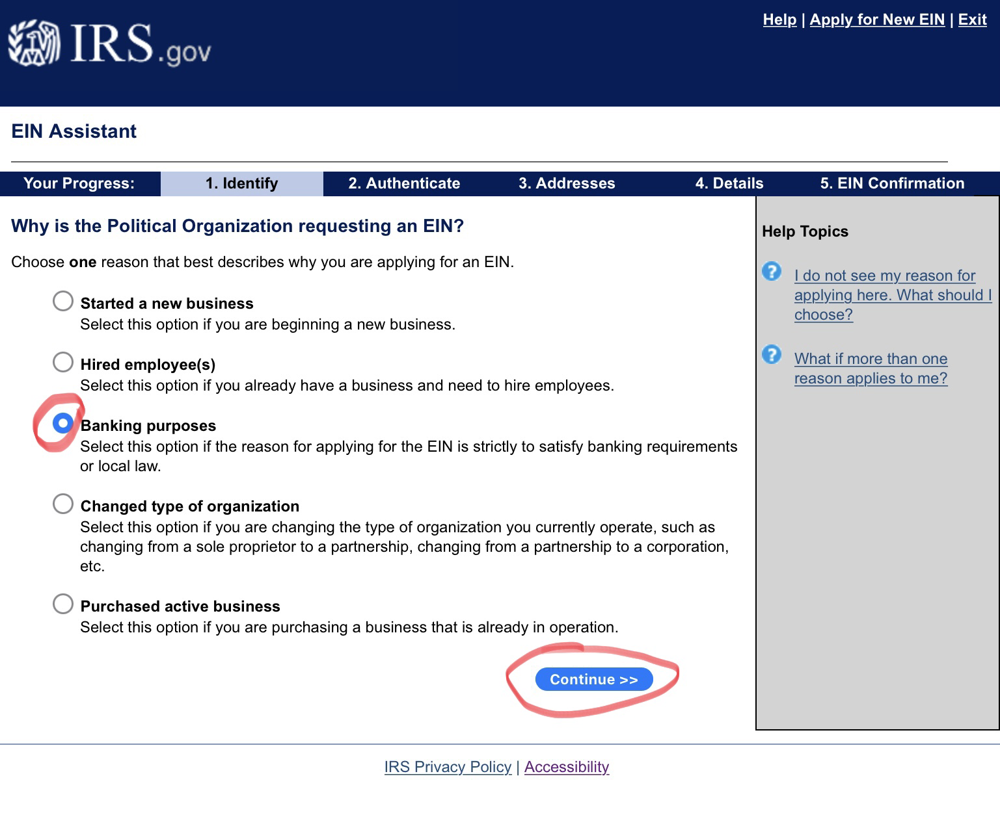 IRS.gov
Help | Apply for New EIN | Exit
EIN Assistant
Your Progress: 1. Identify 2. Authenticate 3. Addresses 4. Details 5. EIN Confirmation
Why is the Political Organization requesting an EIN?
Choose one reason that best describes why you are applying for an EIN.
Started a new business
Select this option if you are beginning a new business.
Hired employee(s)
Select this option if you already have a business and need to hire employees.
Banking purposes
Select this option if the reason for applying for the EIN is strictly to satisfy banking requirements
or local law.
Changed type of organization
Select this option if you are changing the type of organization you currently operate, such as
changing from a sole proprietor to a partnership, changing from a partnership to a corporation,
etc.
Purchased active business
Select this option if you are purchasing a business that is already in operation.
Continue >>
Help Topics
I do not see my reason for
applying here. What should I
choose?
What if more than one
reason applies to me?
IRS Privacy Policy | Accessibility